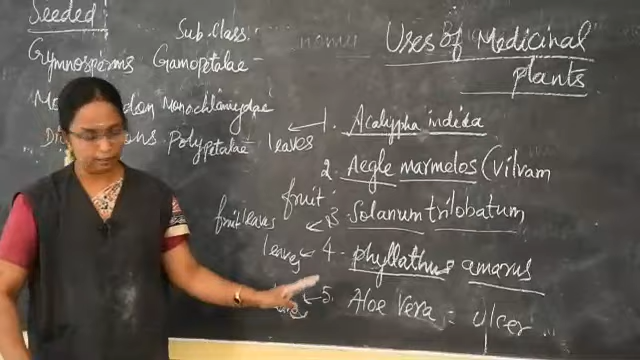 Seeded:
Sub.Class.
Gymnosperms Gamopetalae -
Monochlamydae
Polypetalae -
Uses of Medicinal
plants
leaves ← 1. Acalypha indica
fruit 2. Aegle marmelos (vilvam
fruit leaves ← 3 Solanum trilobatum
leaves ← 4. phyllathus amarus
← 5. Aloe Vera = ulcer